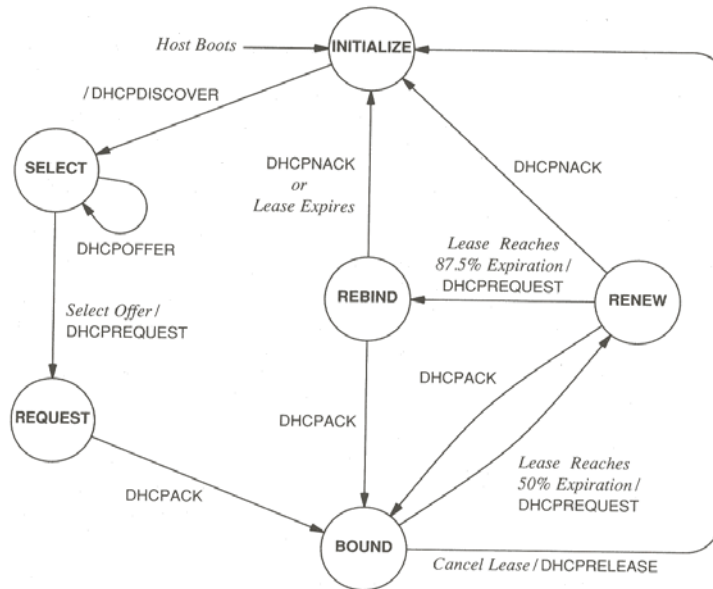 Host Boots
INITIALIZE
/ DHCPDISCOVER
SELECT
DHCPOFFER
DHCPNACK
or
Lease Expires
DHCPNACK
Lease Reaches
87.5% Expiration /
DHCPREQUEST
REBIND
RENEW
Select Offer /
DHCPREQUEST
DHCPACK
REQUEST
DHCPACK
Lease Reaches
50% Expiration /
DHCPREQUEST
DHCPACK
BOUND
Cancel Lease / DHCPRELEASE